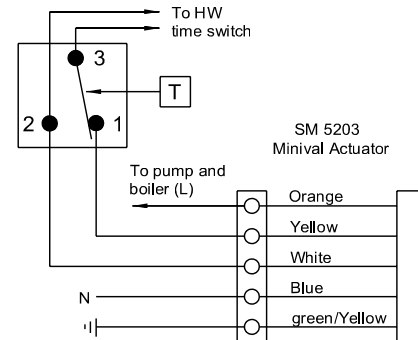 To HW
time switch
3
T
2
1
SM 5203
Minival Actuator
To pump and
boiler (L)
Orange
Yellow
White
N
Blue
green/Yellow